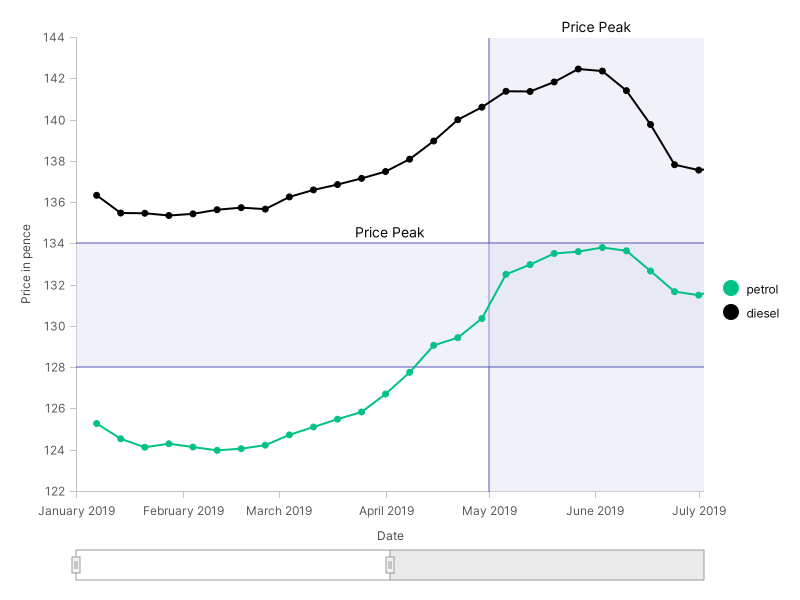 Price Peak
144
142
140
138
136
134
132
130
128
126
124
122
Price in pence
Price Peak
petrol
diesel
January 2019
February 2019
March 2019
April 2019
May 2019
June 2019
July 2019
Date